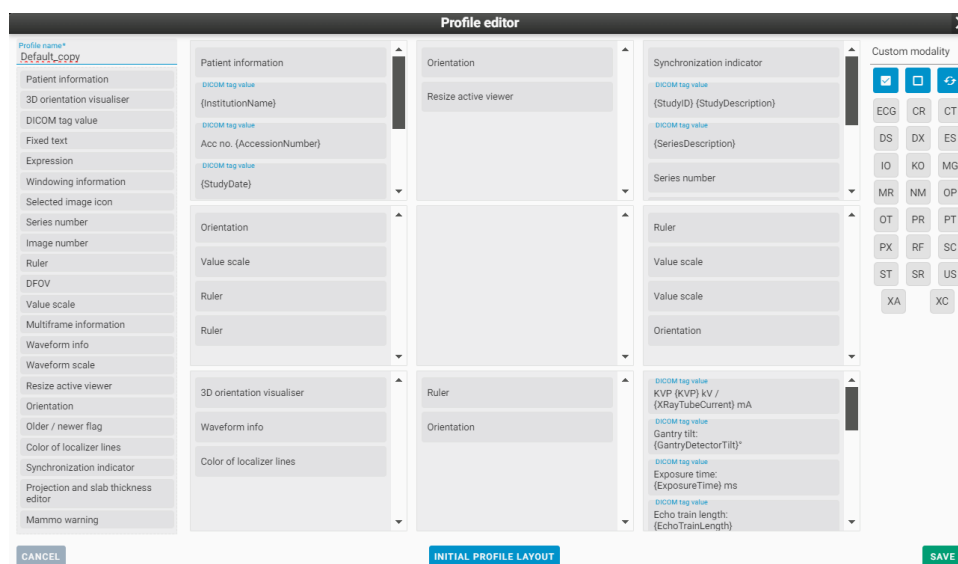 Profile editor
Profile name*
Default_copy
Patient information
3D orientation visualiser
DICOM tag value
Fixed text
Expression
Windowing information
Selected image icon
Series number
Image number
Ruler
DFOV
Value scale
Multiframe information
Waveform info
Waveform scale
Resize active viewer
Orientation
Older / newer flag
Color of localizer lines
Synchronization indicator
Projection and slab thickness
editor
Mammo warning
Patient information
DICOM tag value
{InstitutionName}
DICOM tag value
Acc no. {AccessionNumber}
DICOM tag value
{StudyDate}
Orientation
Resize active viewer
Synchronization indicator
DICOM tag value
{StudyID} {StudyDescription}
DICOM tag value
{SeriesDescription}
Series number
Orientation
Value scale
Ruler
Ruler
Ruler
Value scale
Value scale
Orientation
3D orientation visualiser
Waveform info
Color of localizer lines
Ruler
Orientation
DICOM tag value
KVP {KVP} kV /
{XRayTubeCurrent} mA
DICOM tag value
Gantry tilt:
{GantryDetectorTilt}°
DICOM tag value
Exposure time:
{ExposureTime} ms
DICOM tag value
Echo train length:
{EchoTrainLength}
Custom modality
ECG CR CT
DS DX ES
IO KO MG
MR NM OP
OT PR PT
PX RF SC
ST SR US
XA XC
CANCEL
INITIAL PROFILE LAYOUT
SAVE